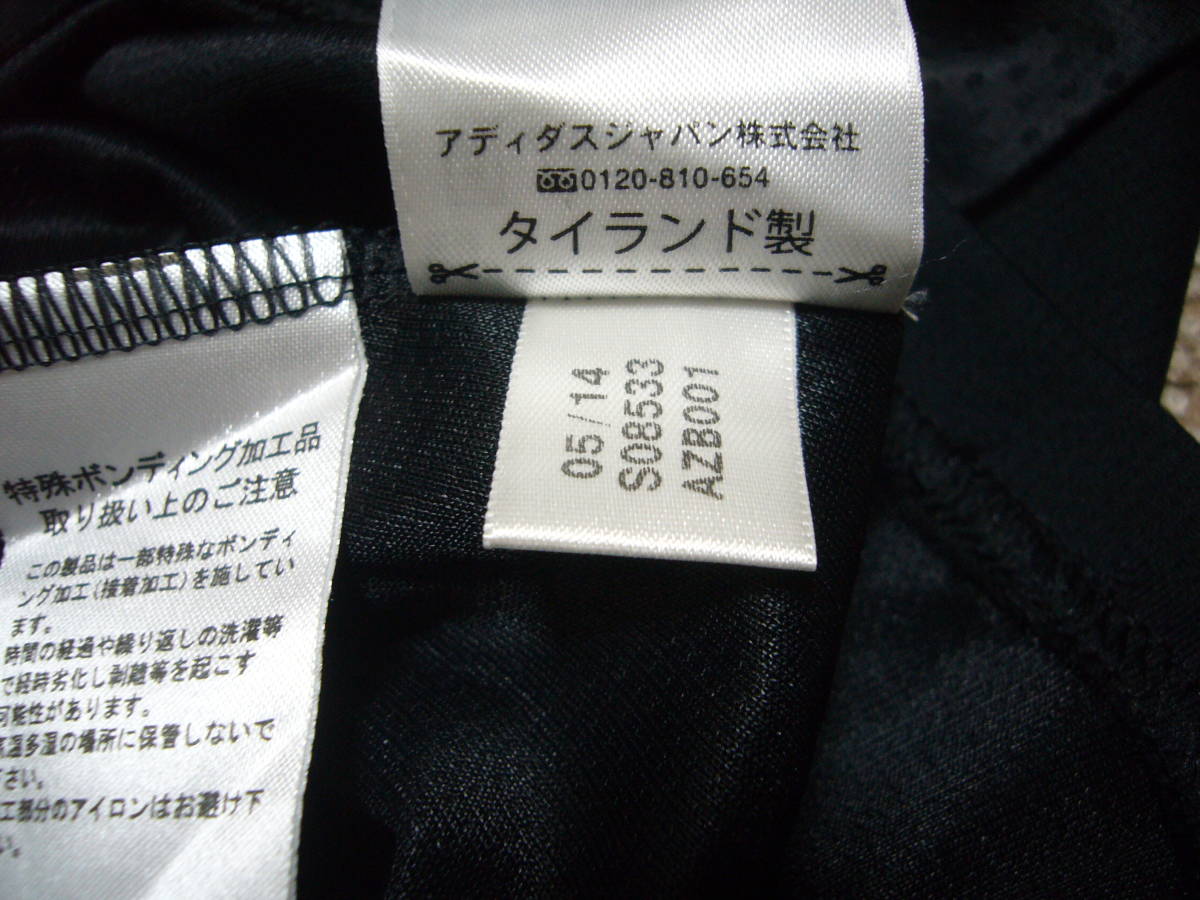 アディダスジャパン株式会社
0120-810-654
タイランド製
05/14
S08533
AZB001
特殊ボンディング加工品
取り扱い上のご注意
この製品は一部特殊なボンディ
ング加工(接着加工)を施してい
ます。
時間の経過や繰り返しの洗濯等
で経時劣化し剥離等を起こす
可能性があります。
高温多湿の場所に保管しないで
下さい。
工部分のアイロンはお避け下
い。